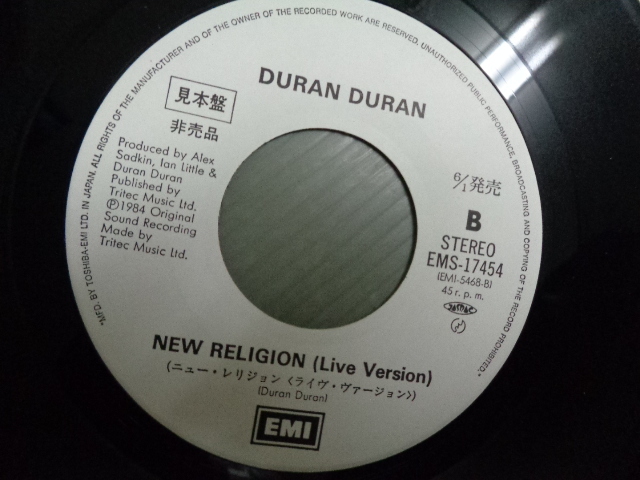 "MFD. BY TOSHIBA-EMI LTD. IN JAPAN. ALL RIGHTS OF THE MANUFACTURER AND OF THE OWNER OF THE RECORDED WORK ARE RESERVED. UNAUTHORIZED PUBLIC PERFORMANCE, BROADCASTING AND COPYING OF THE RECORD PROHIBITED."
DURAN DURAN
見本盤
非売品
Produced by Alex
Sadkin, Ian Little &
Duran Duran
Published by
Tritec Music Ltd.
Ⓟ1984 Original
Sound Recording
Made by
Tritec Music Ltd.
6/1発売
B
STEREO
EMS-17454
(EMI-5468-B)
45 r. p. m.
JASRAC
NEW RELIGION (Live Version)
(ニュー・レリジョン〈ライヴ・ヴァージョン〉)
(Duran Duran)
EMI